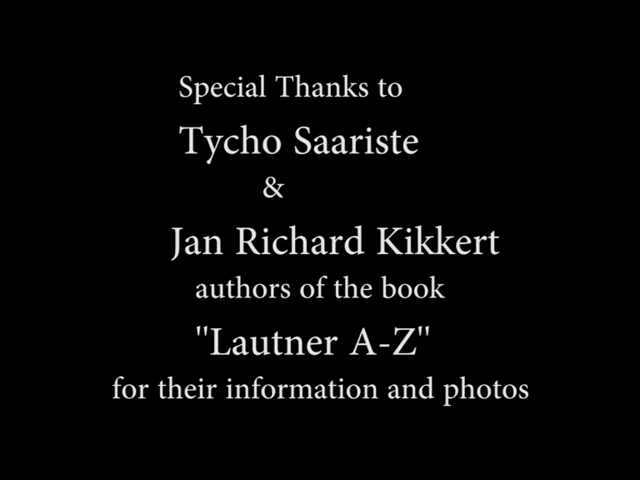 Special Thanks to
Tycho Saariste
&
Jan Richard Kikkert
authors of the book
"Lautner A-Z"
for their information and photos